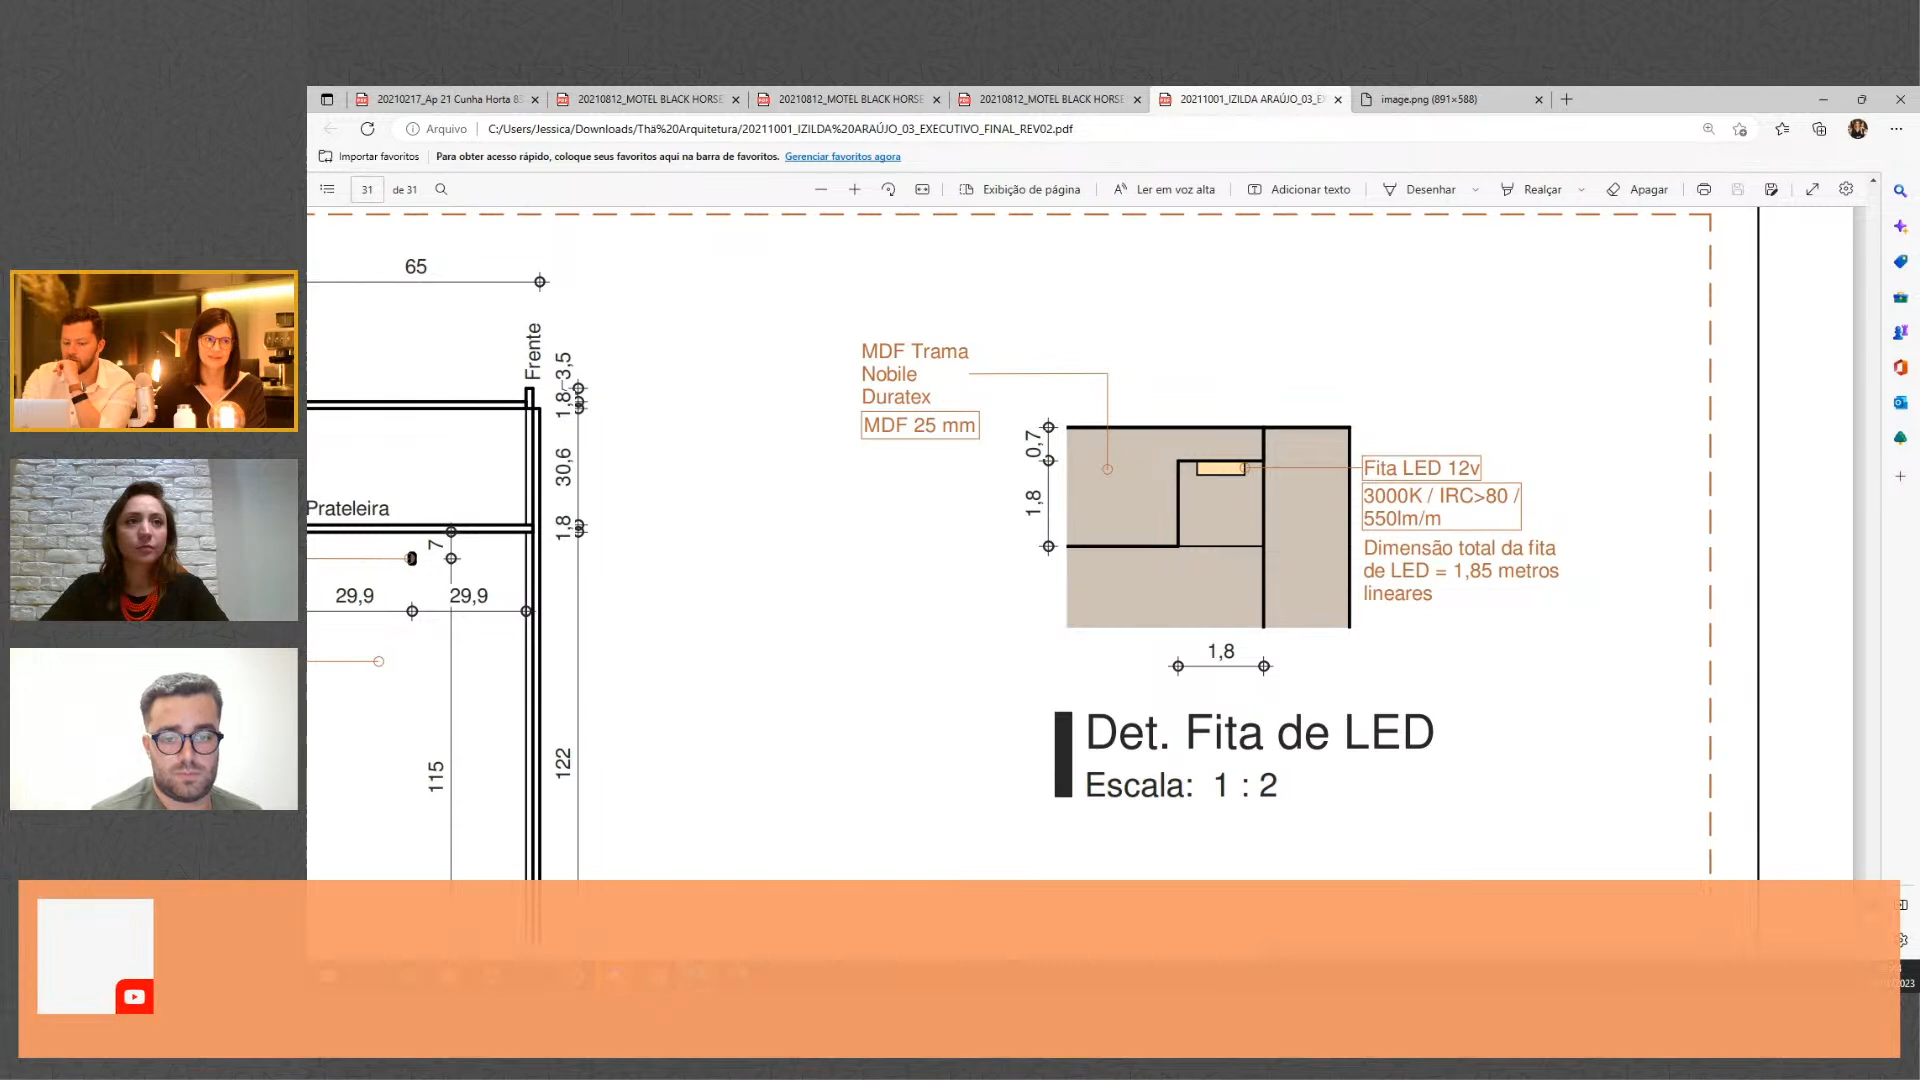 20210217_Ap 21 Cunha Horta 83
20210812_MOTEL BLACK HORSE
20210812_MOTEL BLACK HORSE
20210812_MOTEL BLACK HORSE
20211001_IZILDA ARAÚJO_03_EX
image.png (891×588)
Arquivo
C:/Users/Jessica/Downloads/Thá%20Arquitetura/20211001_IZILDA%20ARAÚJO_03_EXECUTIVO_FINAL_REV02.pdf
Importar favoritos
Para obter acesso rápido, coloque seus favoritos aqui na barra de favoritos. Gerenciar favoritos agora
31 de 31
Exibição de página
Ler em voz alta
Adicionar texto
Desenhar
Realçar
Apagar
65
Frente
3,5
1,8
30,6
1,8
Prateleira
7
29,9
29,9
115
122
MDF Trama
Nobile
Duratex
MDF 25 mm
0,7
1,8
1,8
Fita LED 12v
3000K / IRC>80 /
550lm/m
Dimensão total da fita
de LED = 1,85 metros
lineares
Det. Fita de LED
Escala: 1 : 2